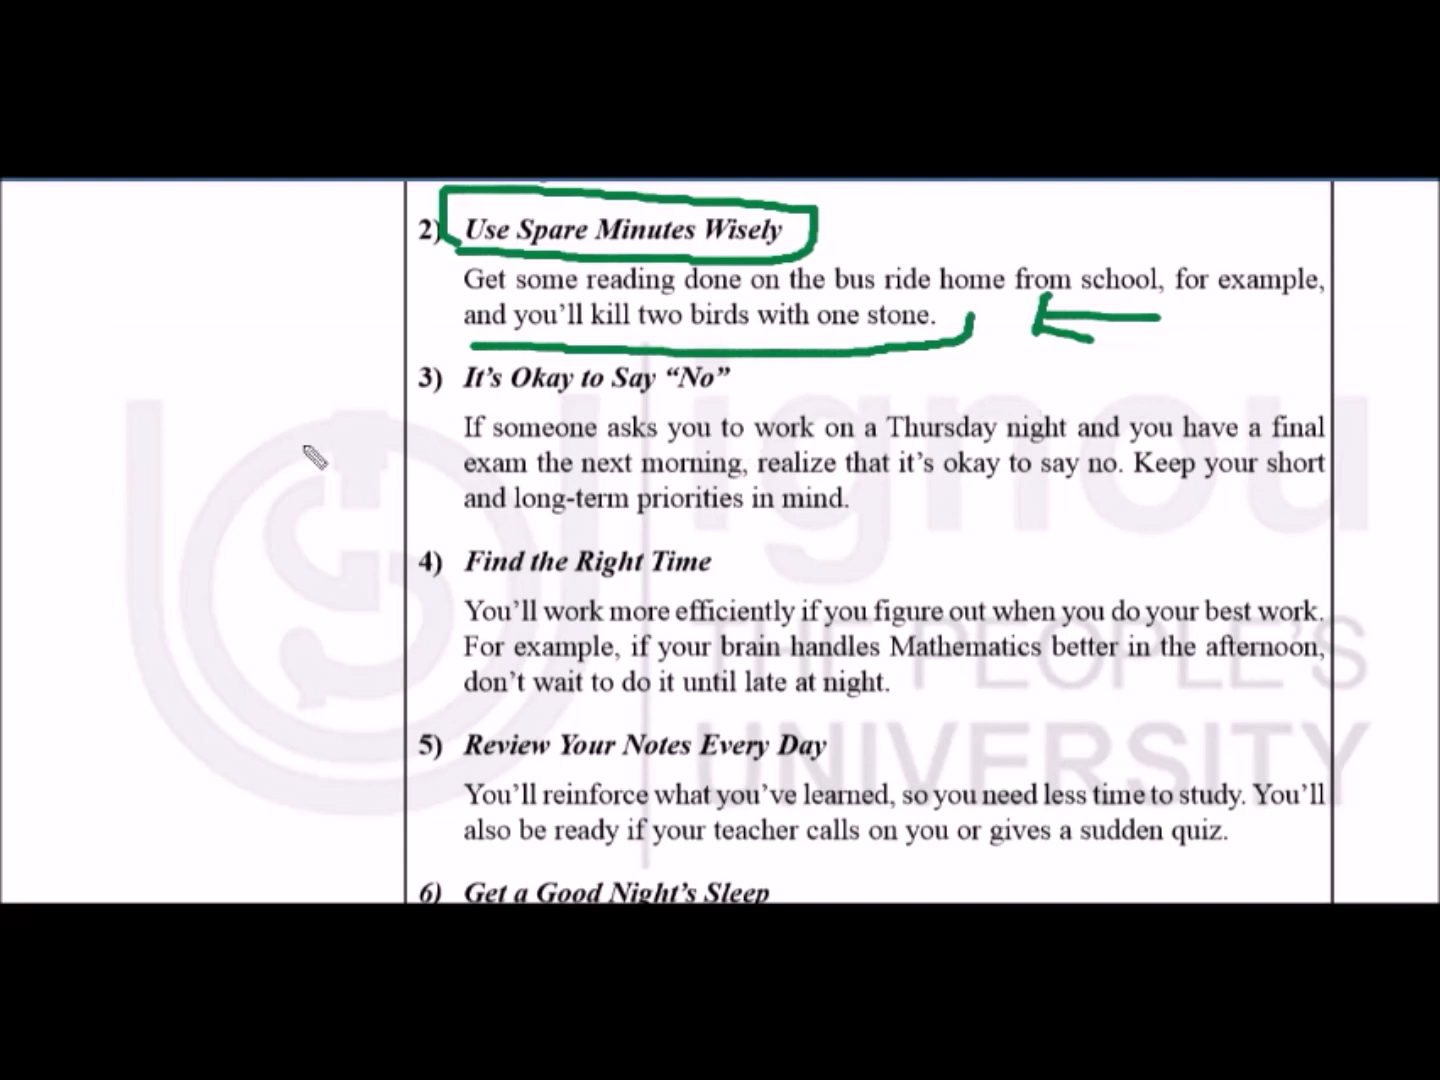 2) Use Spare Minutes Wisely
Get some reading done on the bus ride home from school, for example,
and you’ll kill two birds with one stone.
3) It’s Okay to Say “No”
If someone asks you to work on a Thursday night and you have a final
exam the next morning, realize that it’s okay to say no. Keep your short
and long-term priorities in mind.
4) Find the Right Time
You’ll work more efficiently if you figure out when you do your best work.
For example, if your brain handles Mathematics better in the afternoon,
don’t wait to do it until late at night.
5) Review Your Notes Every Day
You’ll reinforce what you’ve learned, so you need less time to study. You’ll
also be ready if your teacher calls on you or gives a sudden quiz.
6) Get a Good Night’s Sleep
ignou
THE PEOPLE’S
UNIVERSITY